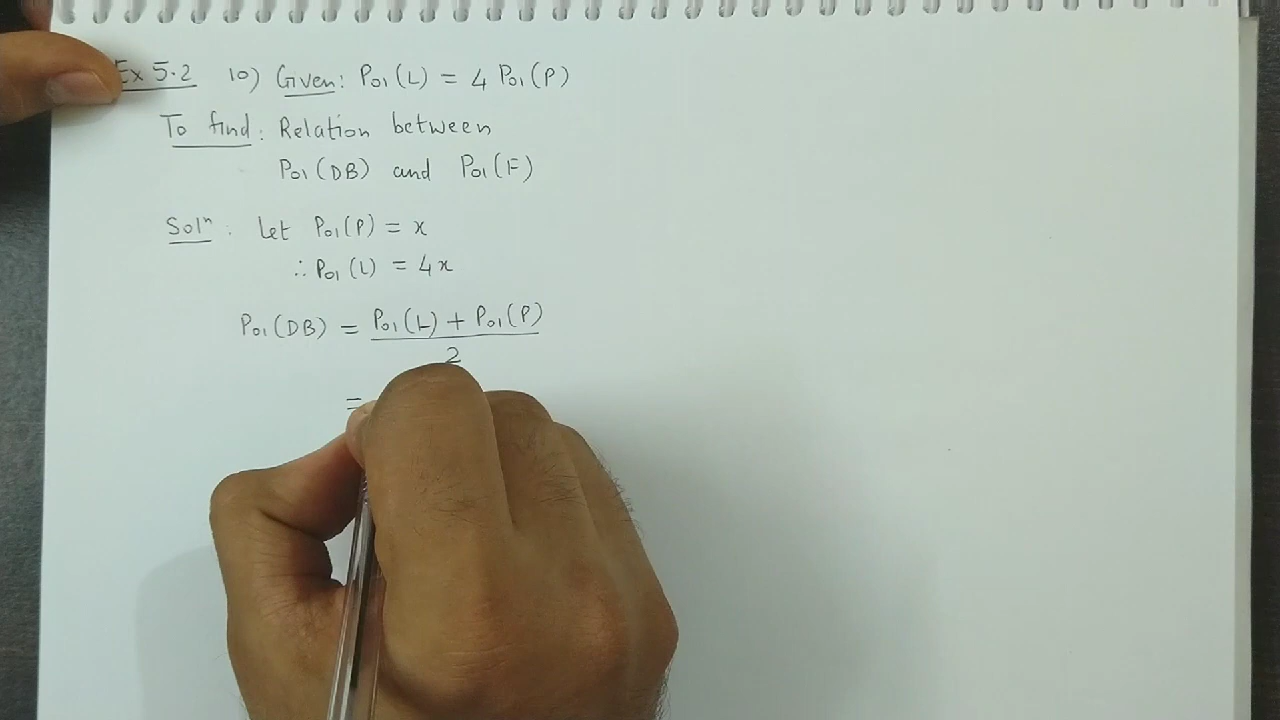 Ex 5.2 10) Given: P₀₁(L) = 4 P₀₁(P)
To find: Relation between
P₀₁(DB) and P₀₁(F)
Solⁿ: Let P₀₁(P) = x
∴ P₀₁(L) = 4x
P₀₁(DB) = P₀₁(L) + P₀₁(P)
2
=